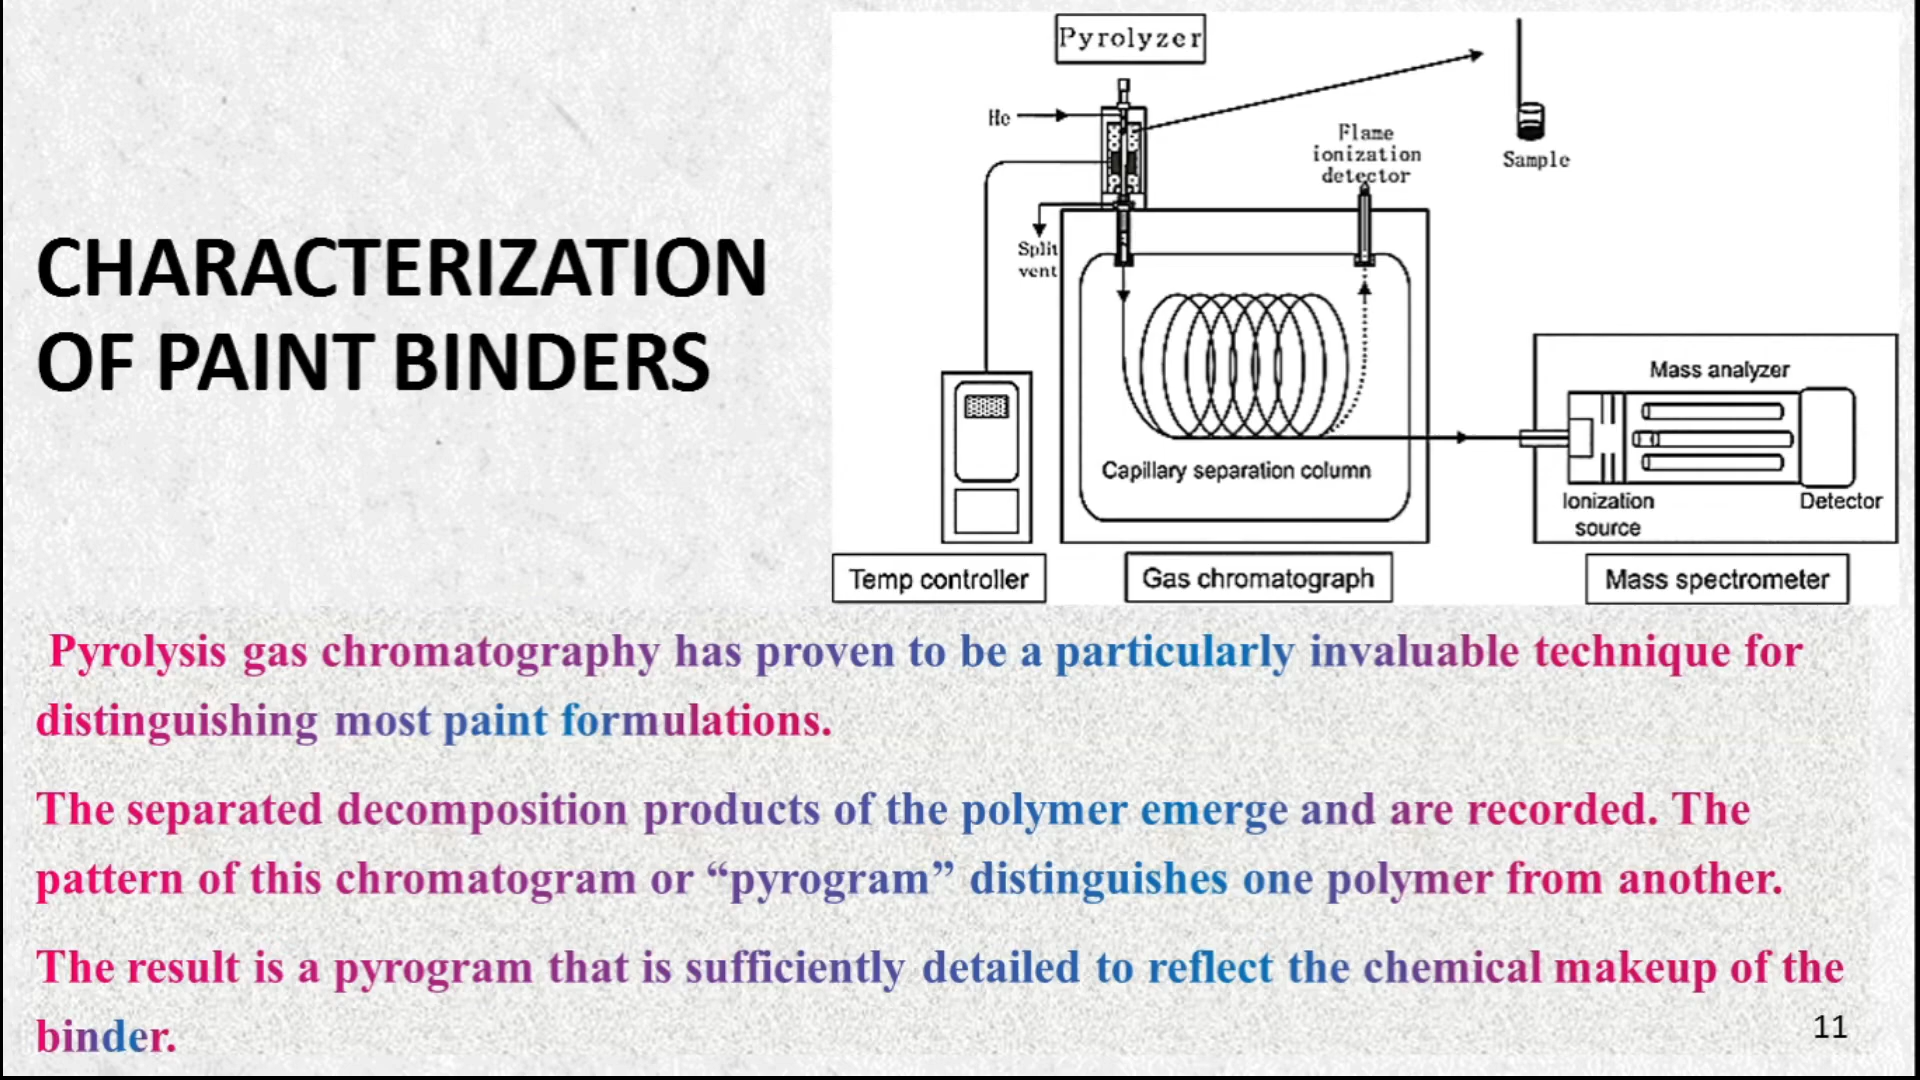 CHARACTERIZATION
OF PAINT BINDERS
Pyrolyzer
He
Flame
ionization
detector
Sample
Split
vent
Mass analyzer
Capillary separation column
Ionization
source
Detector
Temp controller
Gas chromatograph
Mass spectrometer
Pyrolysis gas chromatography has proven to be a particularly invaluable technique for
distinguishing most paint formulations.
The separated decomposition products of the polymer emerge and are recorded. The
pattern of this chromatogram or “pyrogram” distinguishes one polymer from another.
The result is a pyrogram that is sufficiently detailed to reflect the chemical makeup of the
binder.
11